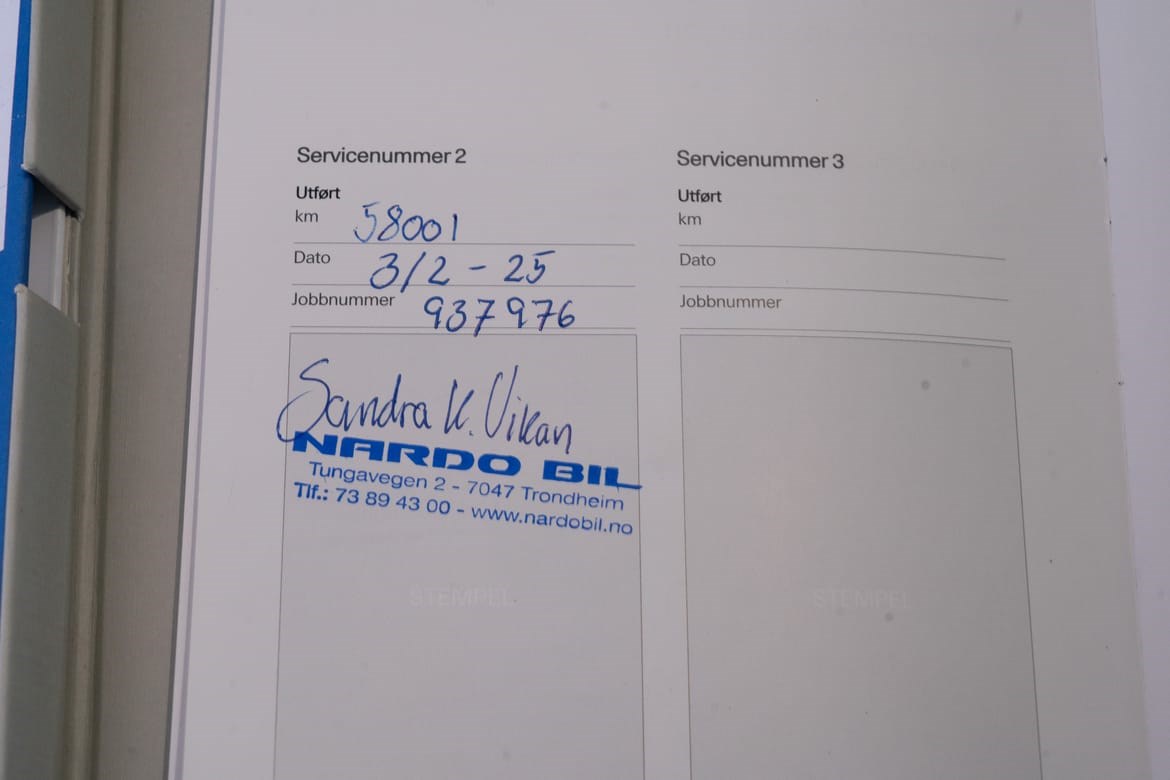 Servicenummer 2
Utført
km 58001
Dato 3/2 - 25
Jobbnummer 937976
Sandra K. Vikan
NARDO BIL
Tungavegen 2 - 7047 Trondheim
Tlf.: 73 89 43 00 - www.nardobil.no
STEMPEL
Servicenummer 3
Utført
km
Dato
Jobbnummer
STEMPEL